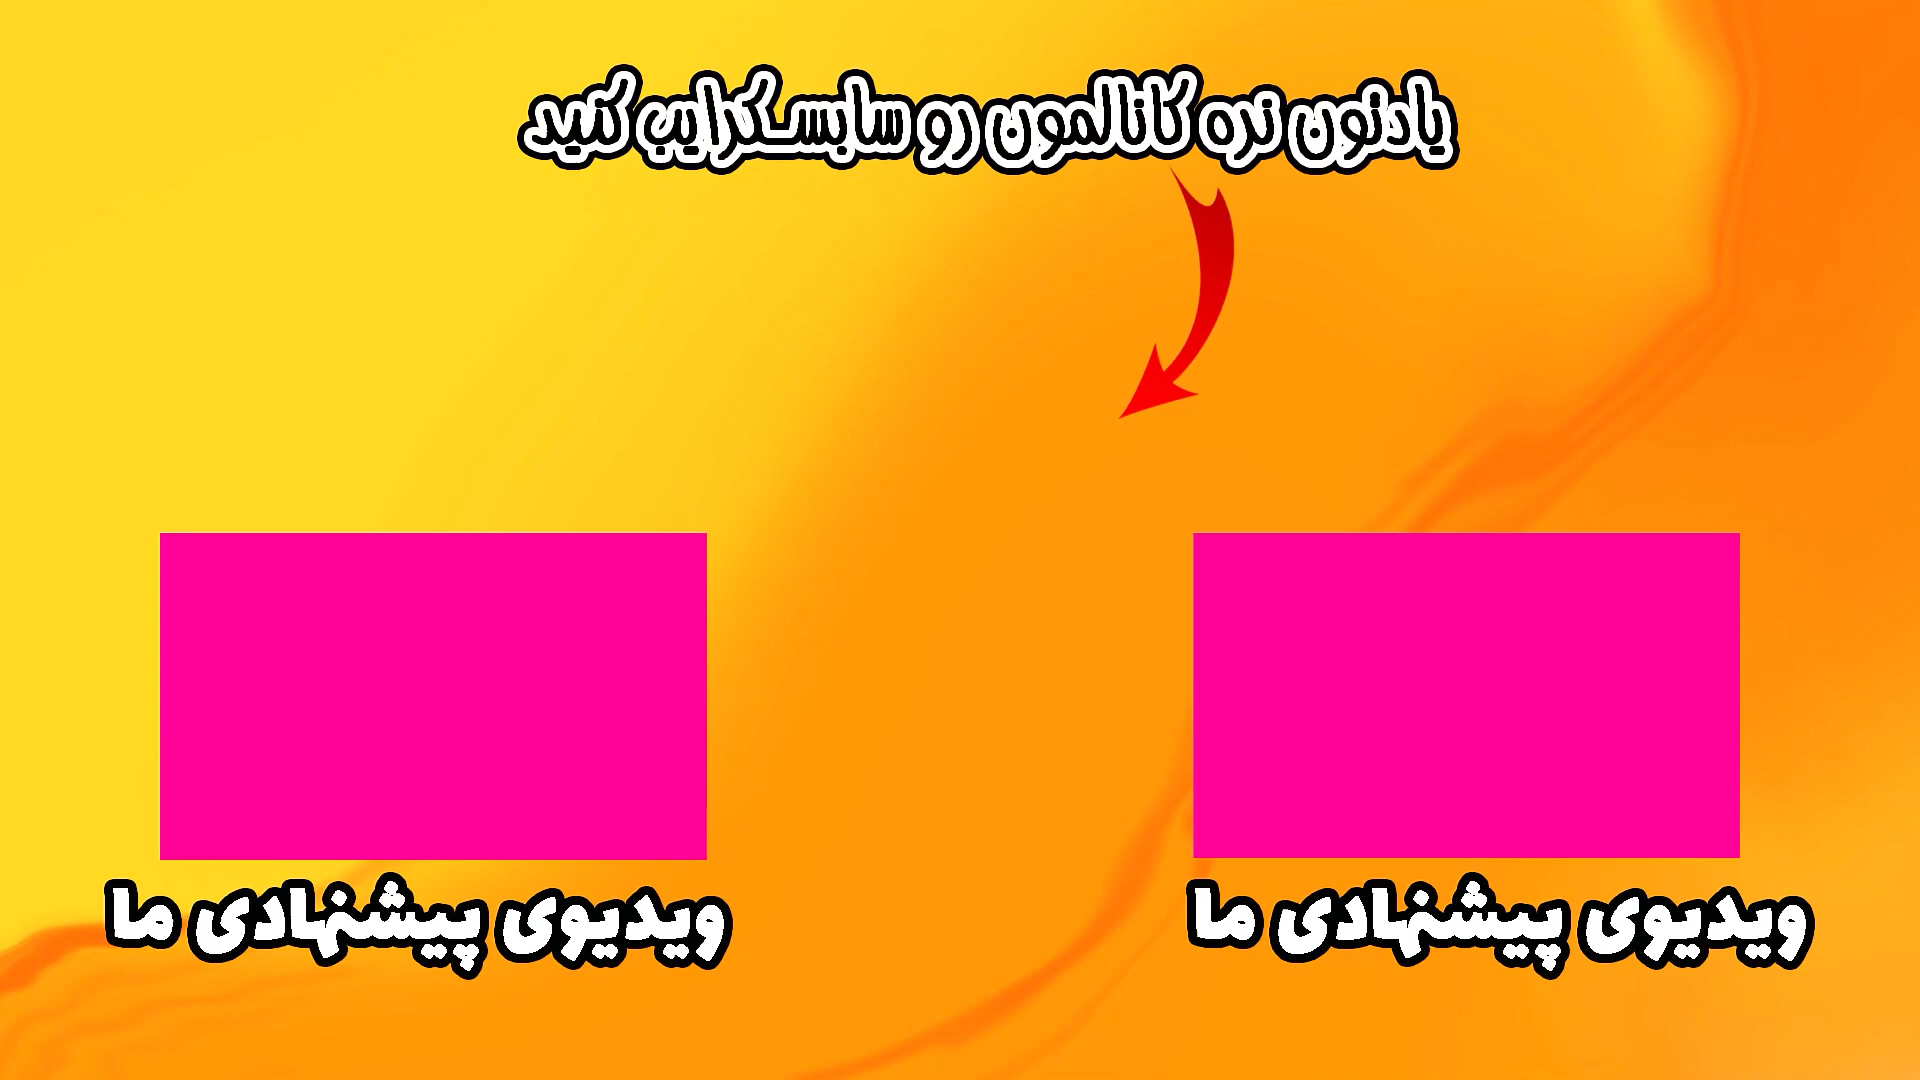 یادتون نره کانالمون رو سابسکرایب کنید
ویدیوی پیشنهادی ما
ویدیوی پیشنهادی ما